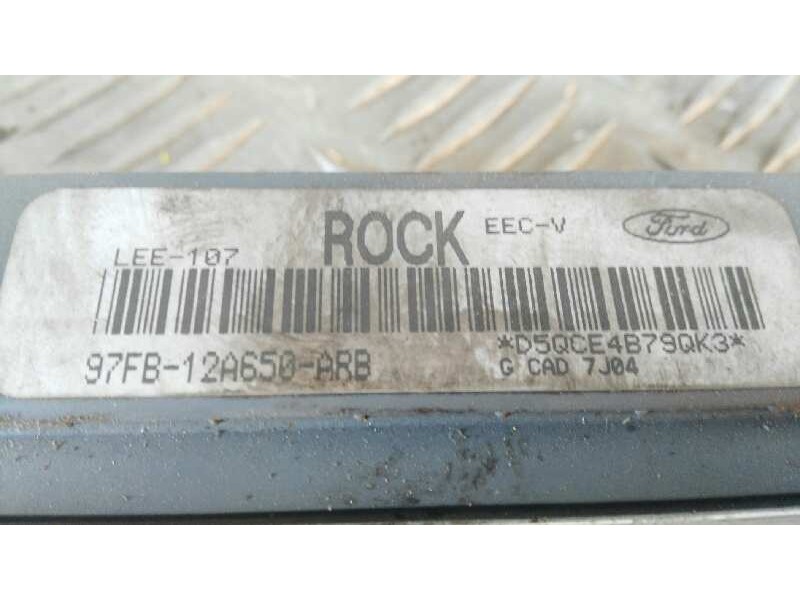 ROCK EEC-V Ford
LEE-107
97FB-12A650-ARB *D5QCE4B79QK3*
G CAD 7J04